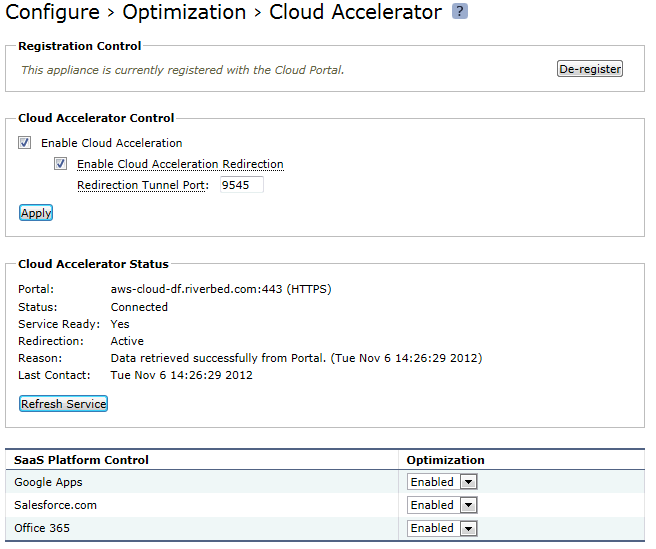 Configure › Optimization › Cloud Accelerator ?
Registration Control
This appliance is currently registered with the Cloud Portal. De-register
Cloud Accelerator Control
Enable Cloud Acceleration
Enable Cloud Acceleration Redirection
Redirection Tunnel Port: 9545
Apply
Cloud Accelerator Status
Portal: aws-cloud-df.riverbed.com:443 (HTTPS)
Status: Connected
Service Ready: Yes
Redirection: Active
Reason: Data retrieved successfully from Portal. (Tue Nov 6 14:26:29 2012)
Last Contact: Tue Nov 6 14:26:29 2012
Refresh Service
SaaS Platform Control Optimization
Google Apps Enabled
Salesforce.com Enabled
Office 365 Enabled